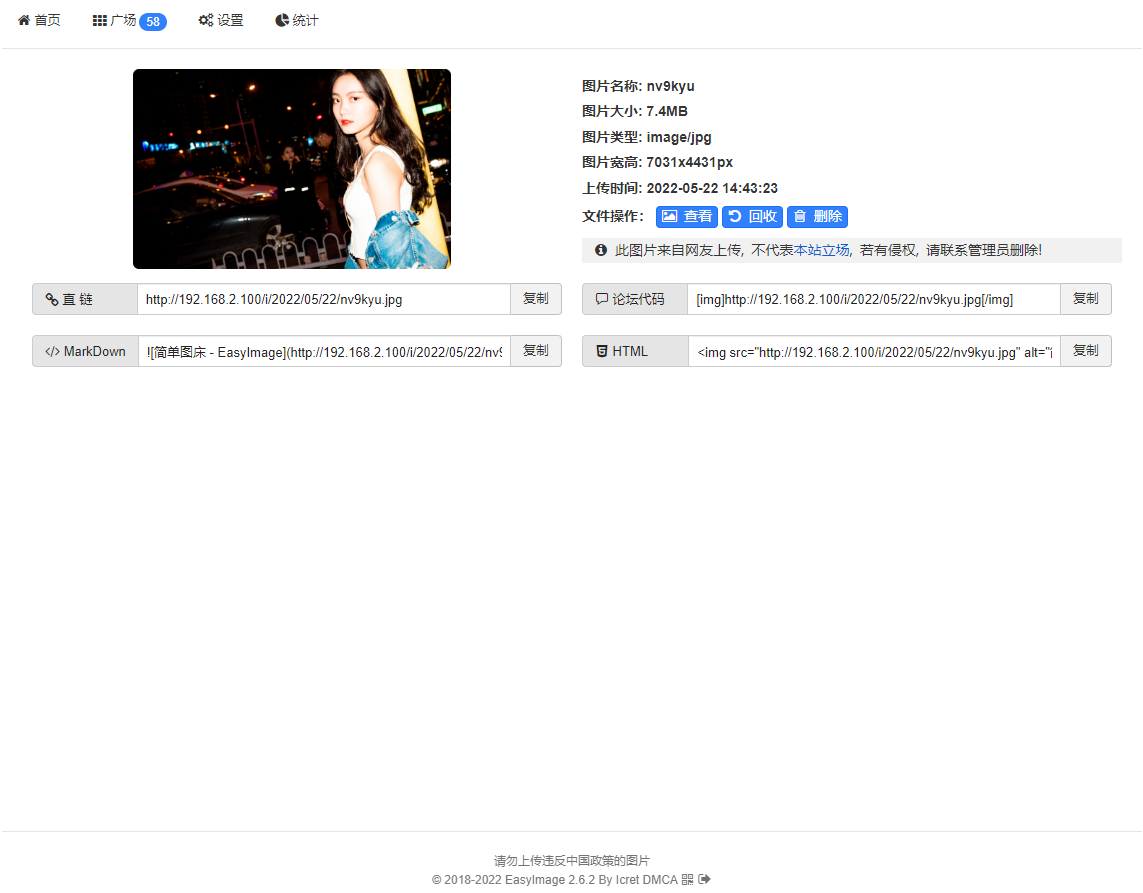 首页 广场 58 设置 统计
图片名称: nv9kyu
图片大小: 7.4MB
图片类型: image/jpg
图片宽高: 7031x4431px
上传时间: 2022-05-22 14:43:23
文件操作: 查看 回收 删除
此图片来自网友上传, 不代表本站立场, 若有侵权, 请联系管理员删除!
直 链 http://192.168.2.100/i/2022/05/22/nv9kyu.jpg 复制
论坛代码 [img]http://192.168.2.100/i/2022/05/22/nv9kyu.jpg[/img] 复制
</> MarkDown ![简单图床 - EasyImage](http://192.168.2.100/i/2022/05/22/nv9 复制
HTML <img src="http://192.168.2.100/i/2022/05/22/nv9kyu.jpg" alt=" 复制
请勿上传违反中国政策的图片
© 2018-2022 EasyImage 2.6.2 By Icret DMCA